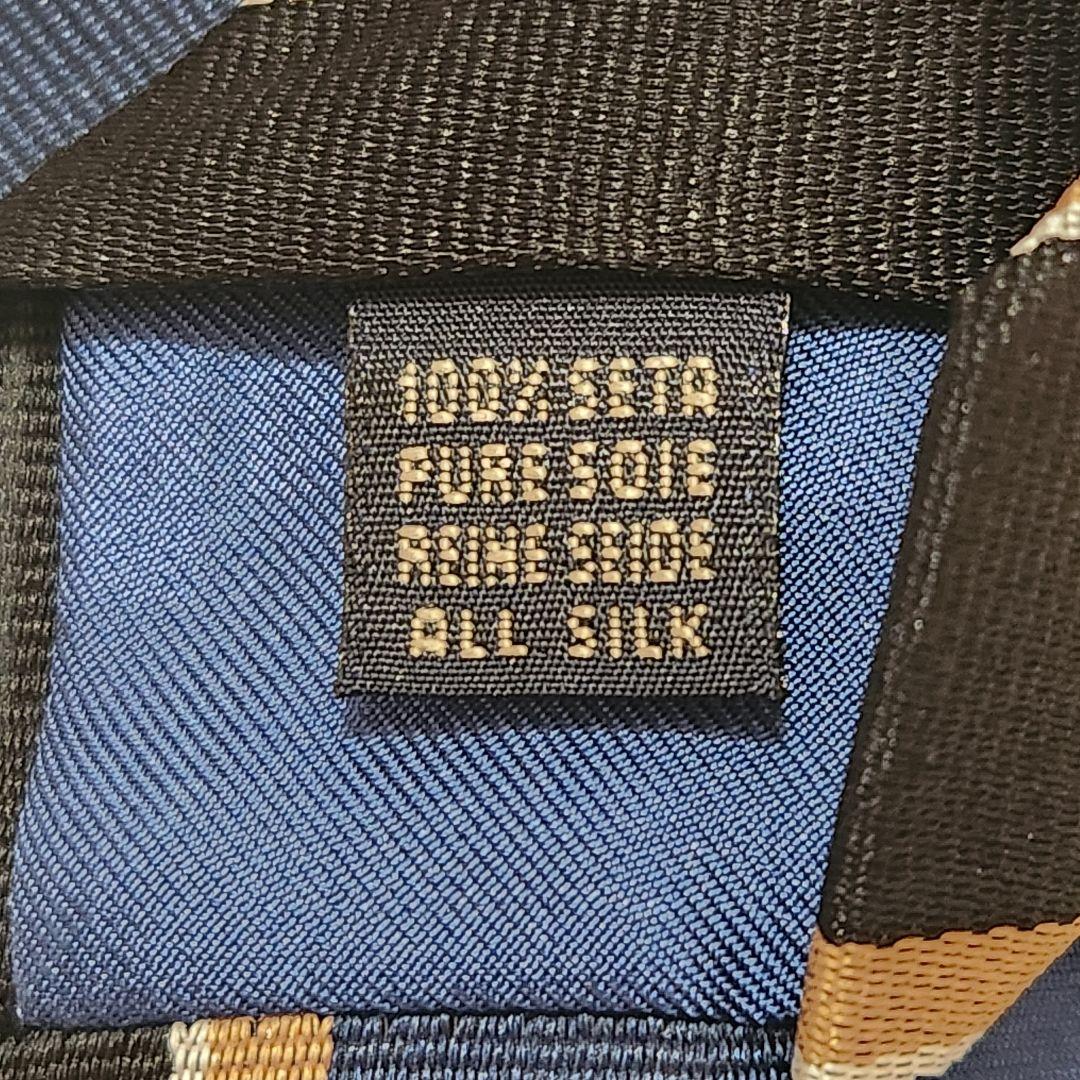 100% SETA
PURE SOIE
REINE SEIDE
ALL SILK